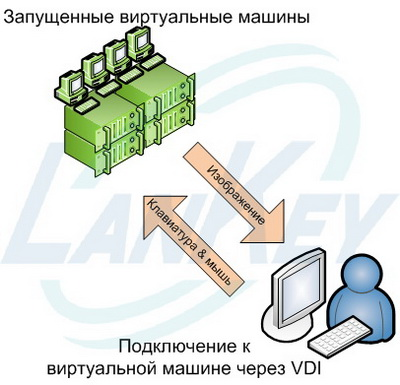 Запущенные виртуальные машины
Изображение
Клавиатура & мышь
LANKEY
Подключение к
виртуальной машине через VDI